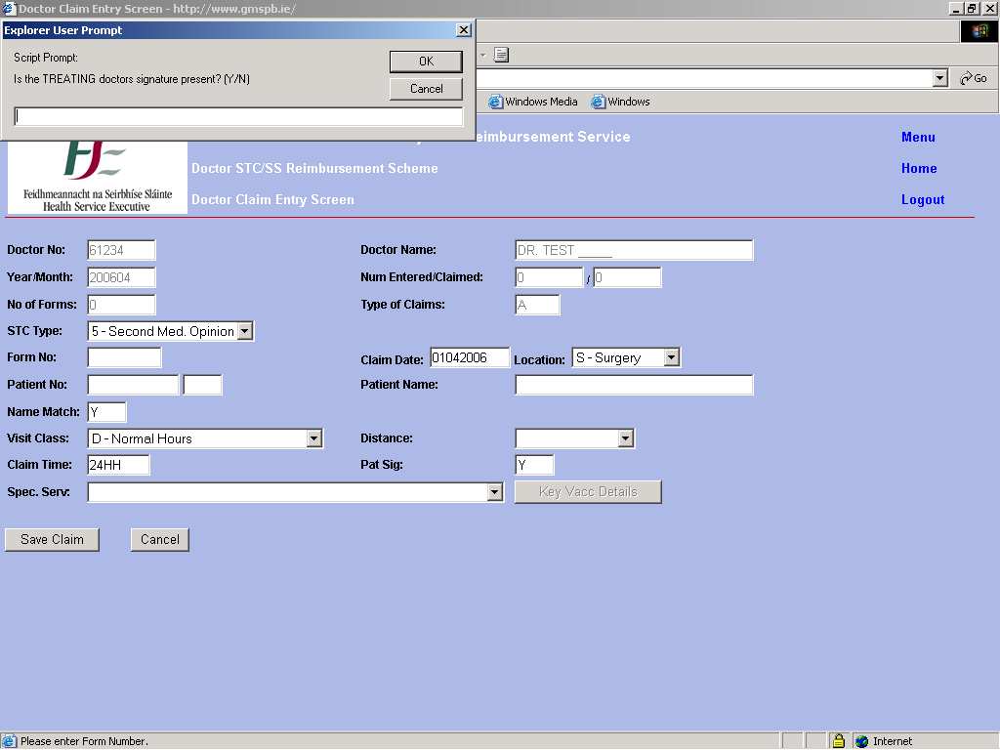 Doctor Claim Entry Screen - http://www.gmspb.ie/
Explorer User Prompt
Script Prompt:
Is the TREATING doctors signature present? (Y/N)
OK
Cancel
Go
Windows Media Windows
eimbursement Service
Menu
Doctor STC/SS Reimbursement Scheme
Home
Feidhmeannacht na Seirbhíse Sláinte
Health Service Executive
Doctor Claim Entry Screen
Logout
Doctor No: 61234 Doctor Name: DR. TEST _____
Year/Month: 200604 Num Entered/Claimed: 0 / 0
No of Forms: 0 Type of Claims: A
STC Type: 5 - Second Med. Opinion
Form No: Claim Date: 01042006 Location: S - Surgery
Patient No: Patient Name:
Name Match: Y
Visit Class: D - Normal Hours Distance:
Claim Time: 24HH Pat Sig: Y
Spec. Serv: Key Vacc Details
Save Claim Cancel
Please enter Form Number. Internet